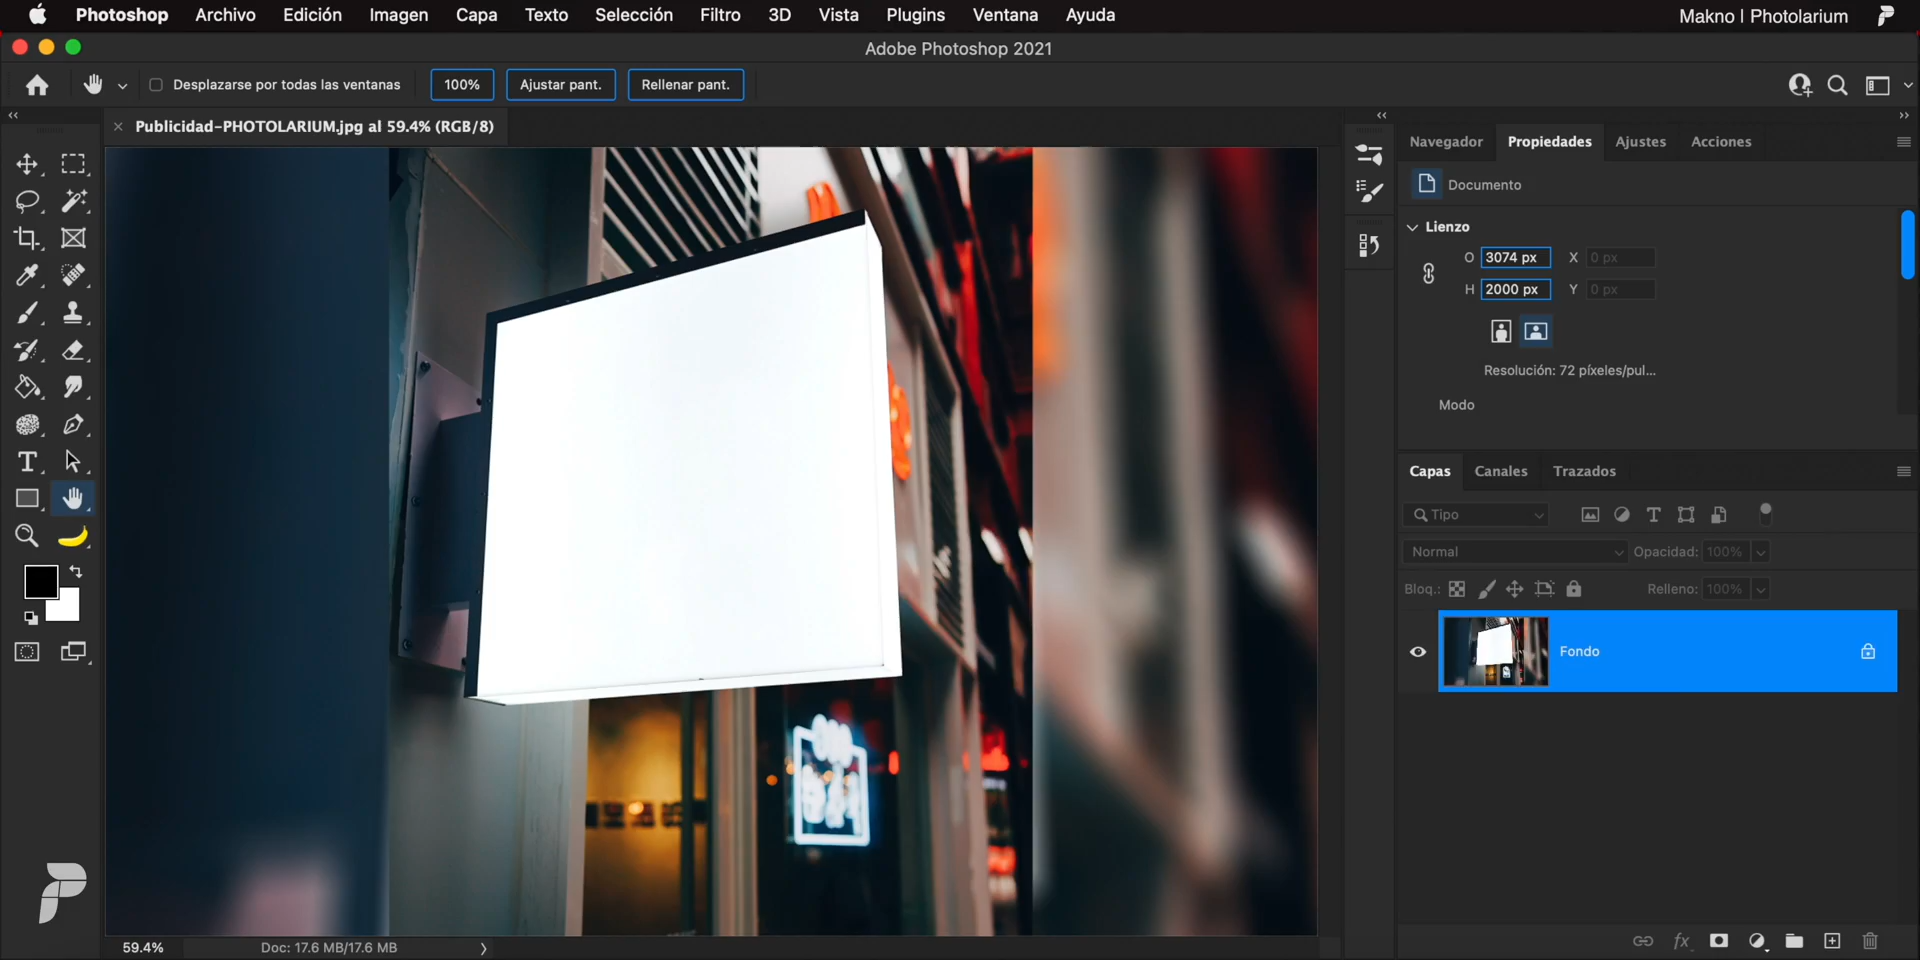 Photoshop Archivo Edición Imagen Capa Texto Selección Filtro 3D Vista Plugins Ventana Ayuda Makno | Photolarium
Adobe Photoshop 2021
Desplazarse por todas las ventanas 100% Ajustar pant. Rellenar pant.
Publicidad-PHOTOLARIUM.jpg al 59.4% (RGB/8)
Navegador Propiedades Ajustes Acciones
Documento
Lienzo
O 3074 px X 0 px
H 2000 px Y 0 px
Resolución: 72 píxeles/pul...
Modo
Capas Canales Trazados
Tipo
Normal Opacidad: 100%
Bloq.: Relleno: 100%
Fondo
fx
59.4% Doc: 17.6 MB/17.6 MB